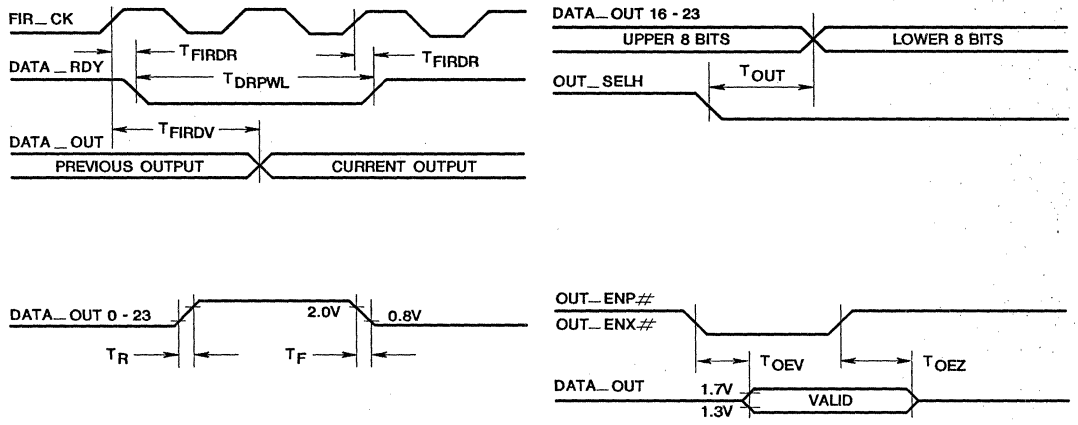 FIR_CK
TFIRDR
TFIRDR
DATA_RDY
TDRPWL
TFIRDV
DATA_OUT
PREVIOUS OUTPUT
CURRENT OUTPUT
DATA_OUT 16 - 23
UPPER 8 BITS
LOWER 8 BITS
TOUT
OUT_SELH
DATA_OUT 0 - 23
2.0V
0.8V
TR
TF
OUT_ENP#
OUT_ENX#
TOEV
TOEZ
DATA_OUT
1.7V
1.3V
VALID